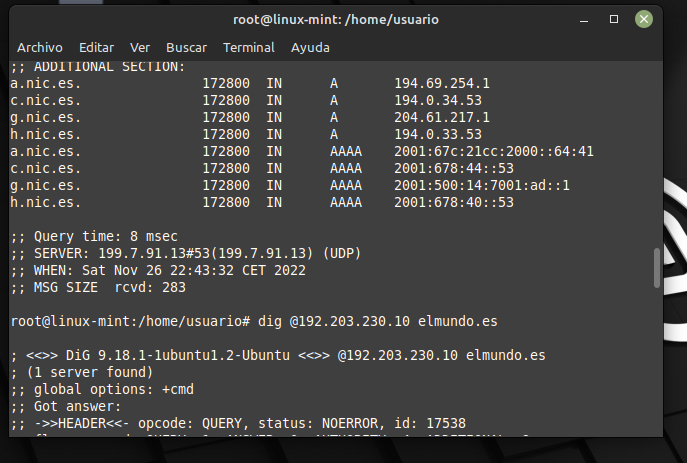 root@linux-mint: /home/usuario
Archivo Editar Ver Buscar Terminal Ayuda
;; ADDITIONAL SECTION:
a.nic.es. 172800 IN A 194.69.254.1
c.nic.es. 172800 IN A 194.0.34.53
g.nic.es. 172800 IN A 204.61.217.1
h.nic.es. 172800 IN A 194.0.33.53
a.nic.es. 172800 IN AAAA 2001:67c:21cc:2000::64:41
c.nic.es. 172800 IN AAAA 2001:678:44::53
g.nic.es. 172800 IN AAAA 2001:500:14:7001:ad::1
h.nic.es. 172800 IN AAAA 2001:678:40::53
;; Query time: 8 msec
;; SERVER: 199.7.91.13#53(199.7.91.13) (UDP)
;; WHEN: Sat Nov 26 22:43:32 CET 2022
;; MSG SIZE rcvd: 283
root@linux-mint:/home/usuario# dig @192.203.230.10 elmundo.es
; <<>> DiG 9.18.1-1ubuntu1.2-Ubuntu <<>> @192.203.230.10 elmundo.es
; (1 server found)
;; global options: +cmd
;; Got answer:
;; ->>HEADER<<- opcode: QUERY, status: NOERROR, id: 17538